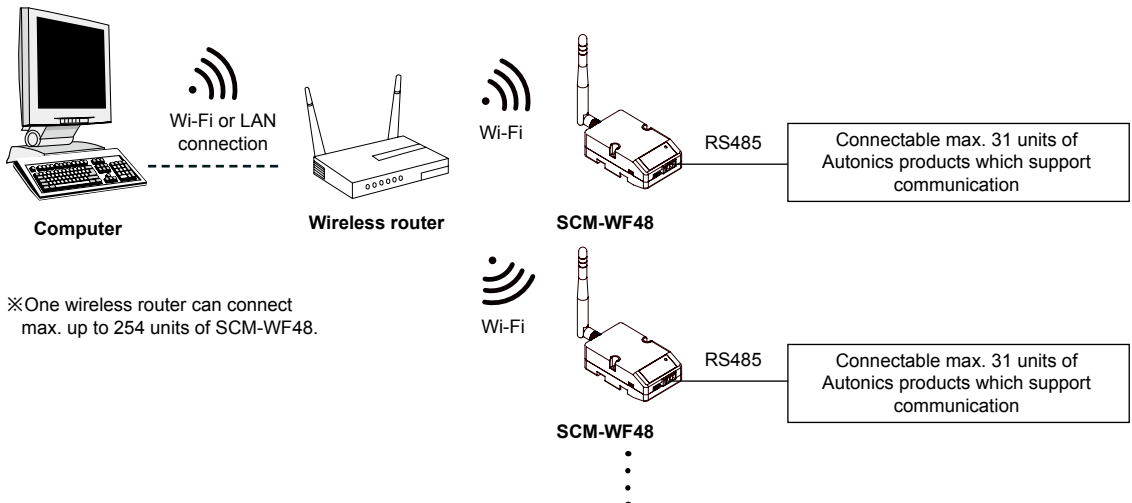 Wi-Fi or LAN
connection
Computer
Wireless router
Wi-Fi
SCM-WF48
RS485
Connectable max. 31 units of
Autonics products which support
communication
※One wireless router can connect
max. up to 254 units of SCM-WF48.
Wi-Fi
SCM-WF48
RS485
Connectable max. 31 units of
Autonics products which support
communication